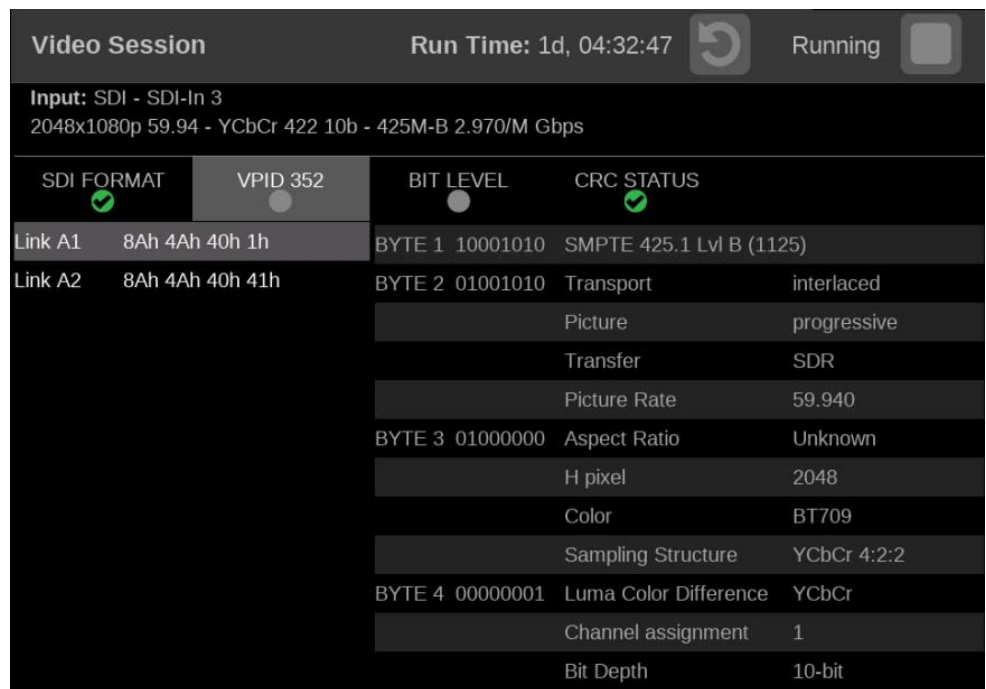 Video Session Run Time: 1d, 04:32:47 Running
Input: SDI - SDI-In 3
2048x1080p 59.94 - YCbCr 422 10b - 425M-B 2.970/M Gbps
SDI FORMAT VPID 352 BIT LEVEL CRC STATUS
Link A1 8Ah 4Ah 40h 1h
Link A2 8Ah 4Ah 40h 41h
BYTE 1 10001010 SMPTE 425.1 Lvl B (1125)
BYTE 2 01001010 Transport interlaced
Picture progressive
Transfer SDR
Picture Rate 59.940
BYTE 3 01000000 Aspect Ratio Unknown
H pixel 2048
Color BT709
Sampling Structure YCbCr 4:2:2
BYTE 4 00000001 Luma Color Difference YCbCr
Channel assignment 1
Bit Depth 10-bit